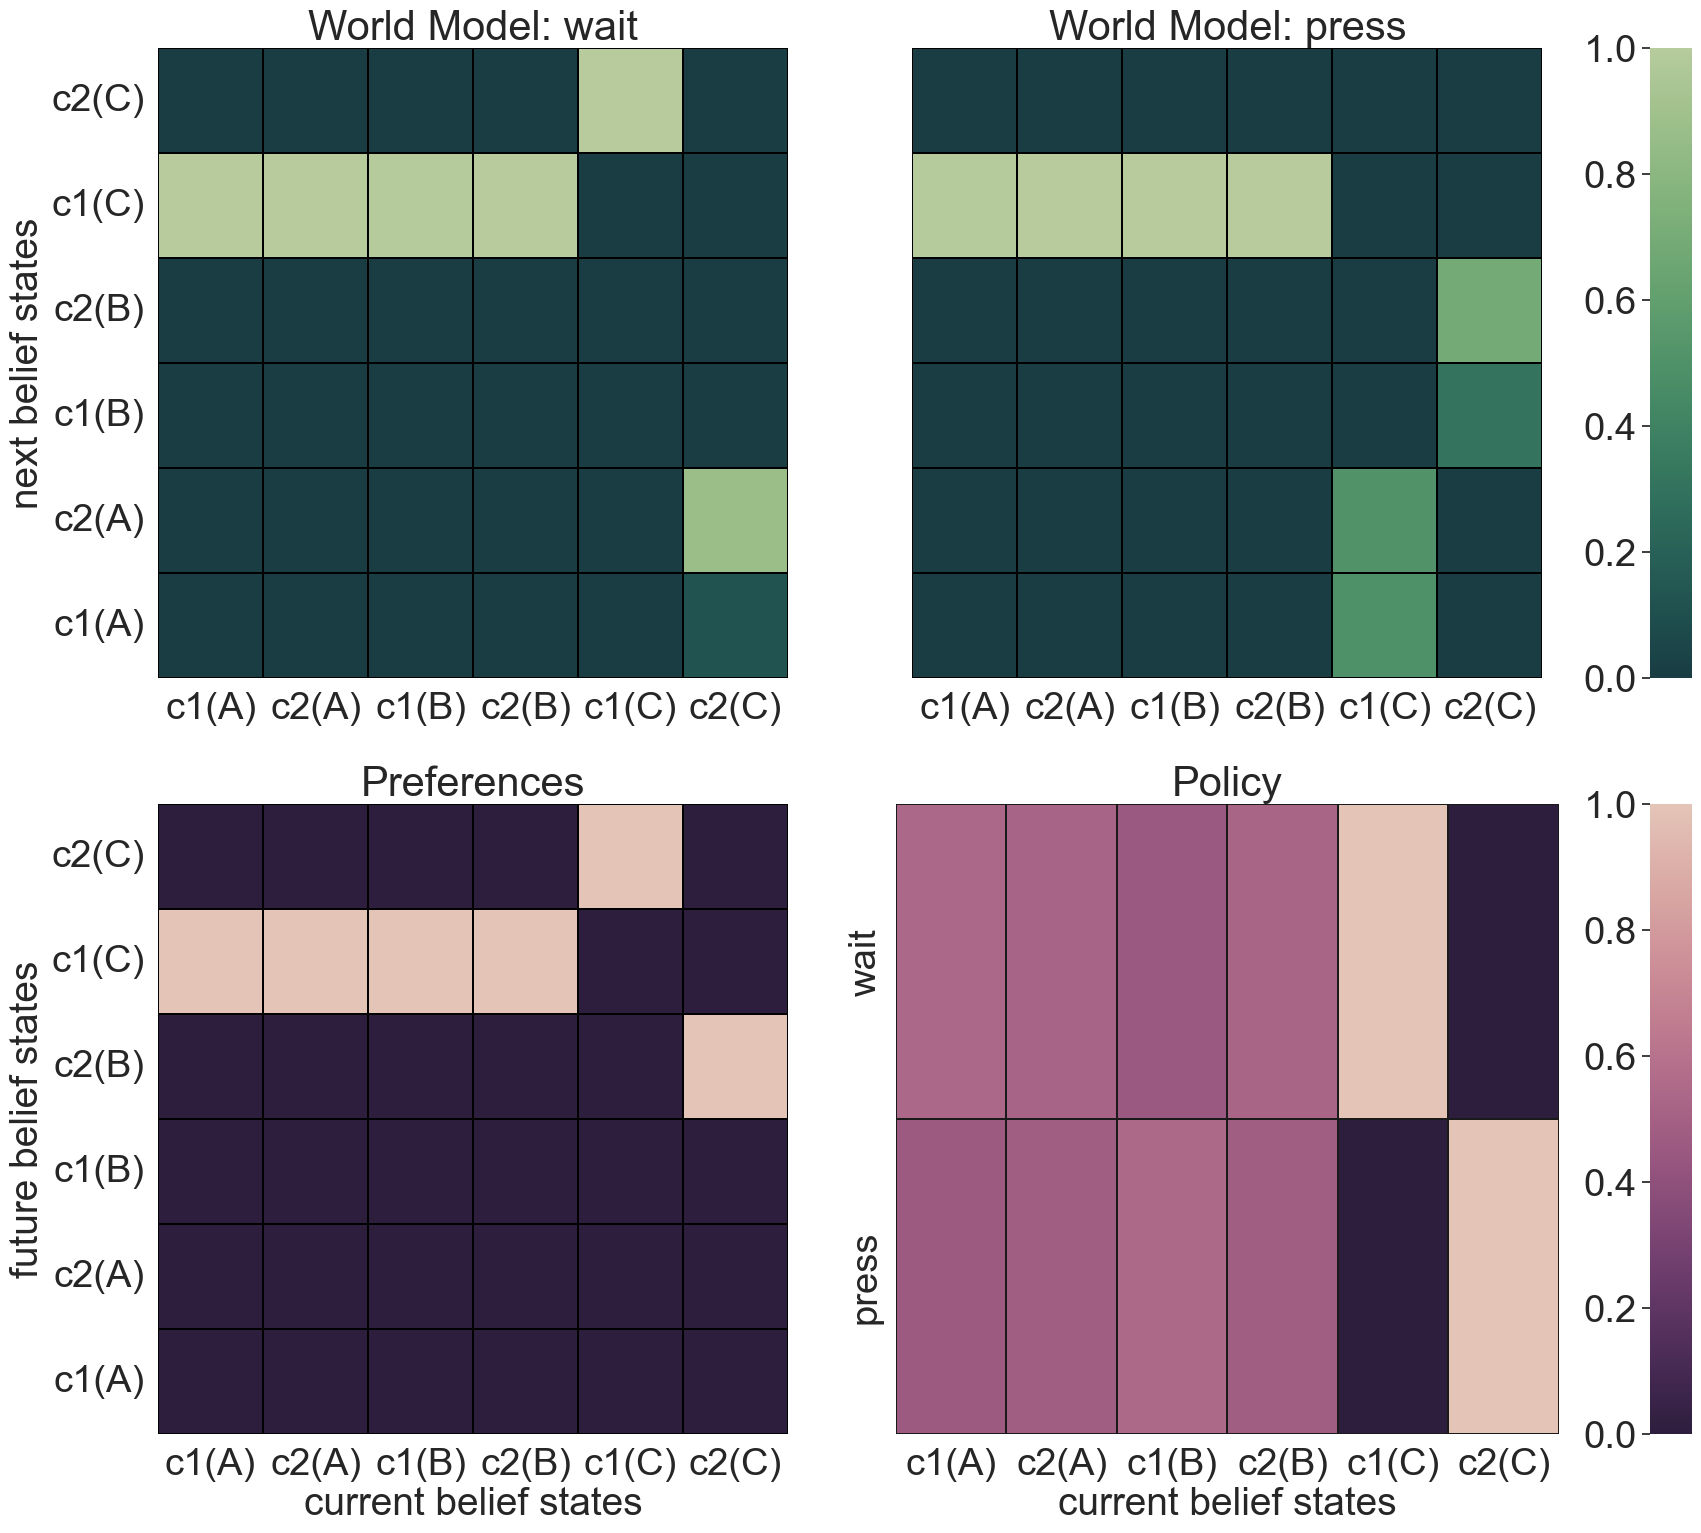 World Model: wait
World Model: press
next belief states
c2(C)
c1(C)
c2(B)
c1(B)
c2(A)
c1(A)
c1(A) c2(A) c1(B) c2(B) c1(C) c2(C)
c1(A) c2(A) c1(B) c2(B) c1(C) c2(C)
1.0
0.8
0.6
0.4
0.2
0.0
Preferences
Policy
future belief states
c2(C)
c1(C)
c2(B)
c1(B)
c2(A)
c1(A)
c1(A) c2(A) c1(B) c2(B) c1(C) c2(C)
current belief states
wait
press
c1(A) c2(A) c1(B) c2(B) c1(C) c2(C)
current belief states
1.0
0.8
0.6
0.4
0.2
0.0